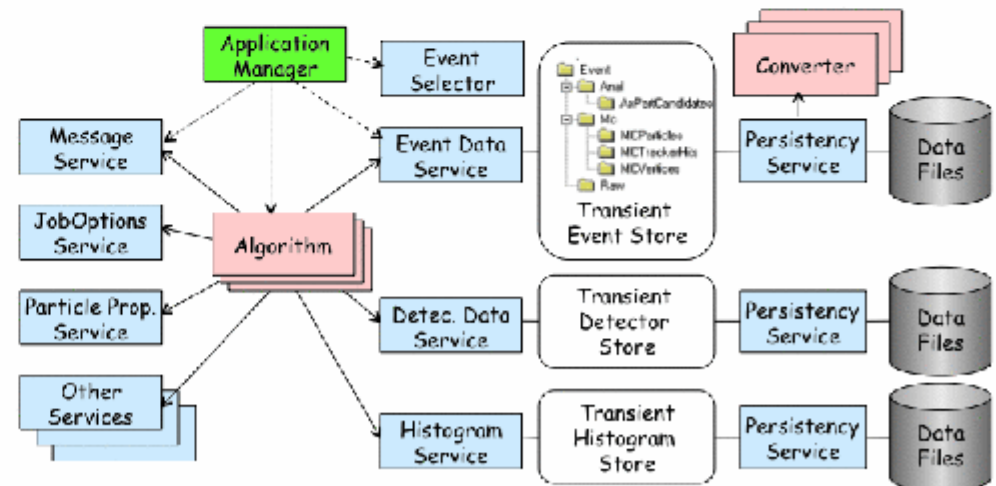 Application
Manager
Event
Selector
Message
Service
Event Data
Service
Event
Anal
AsPartCandidates
Mc
MCParticles
MCTrackerHits
MCVertices
Raw
Transient
Event Store
Converter
Persistency
Service
Data
Files
JobOptions
Service
Algorithm
Particle Prop.
Service
Detec. Data
Service
Transient
Detector
Store
Persistency
Service
Data
Files
Other
Services
Histogram
Service
Transient
Histogram
Store
Persistency
Service
Data
Files